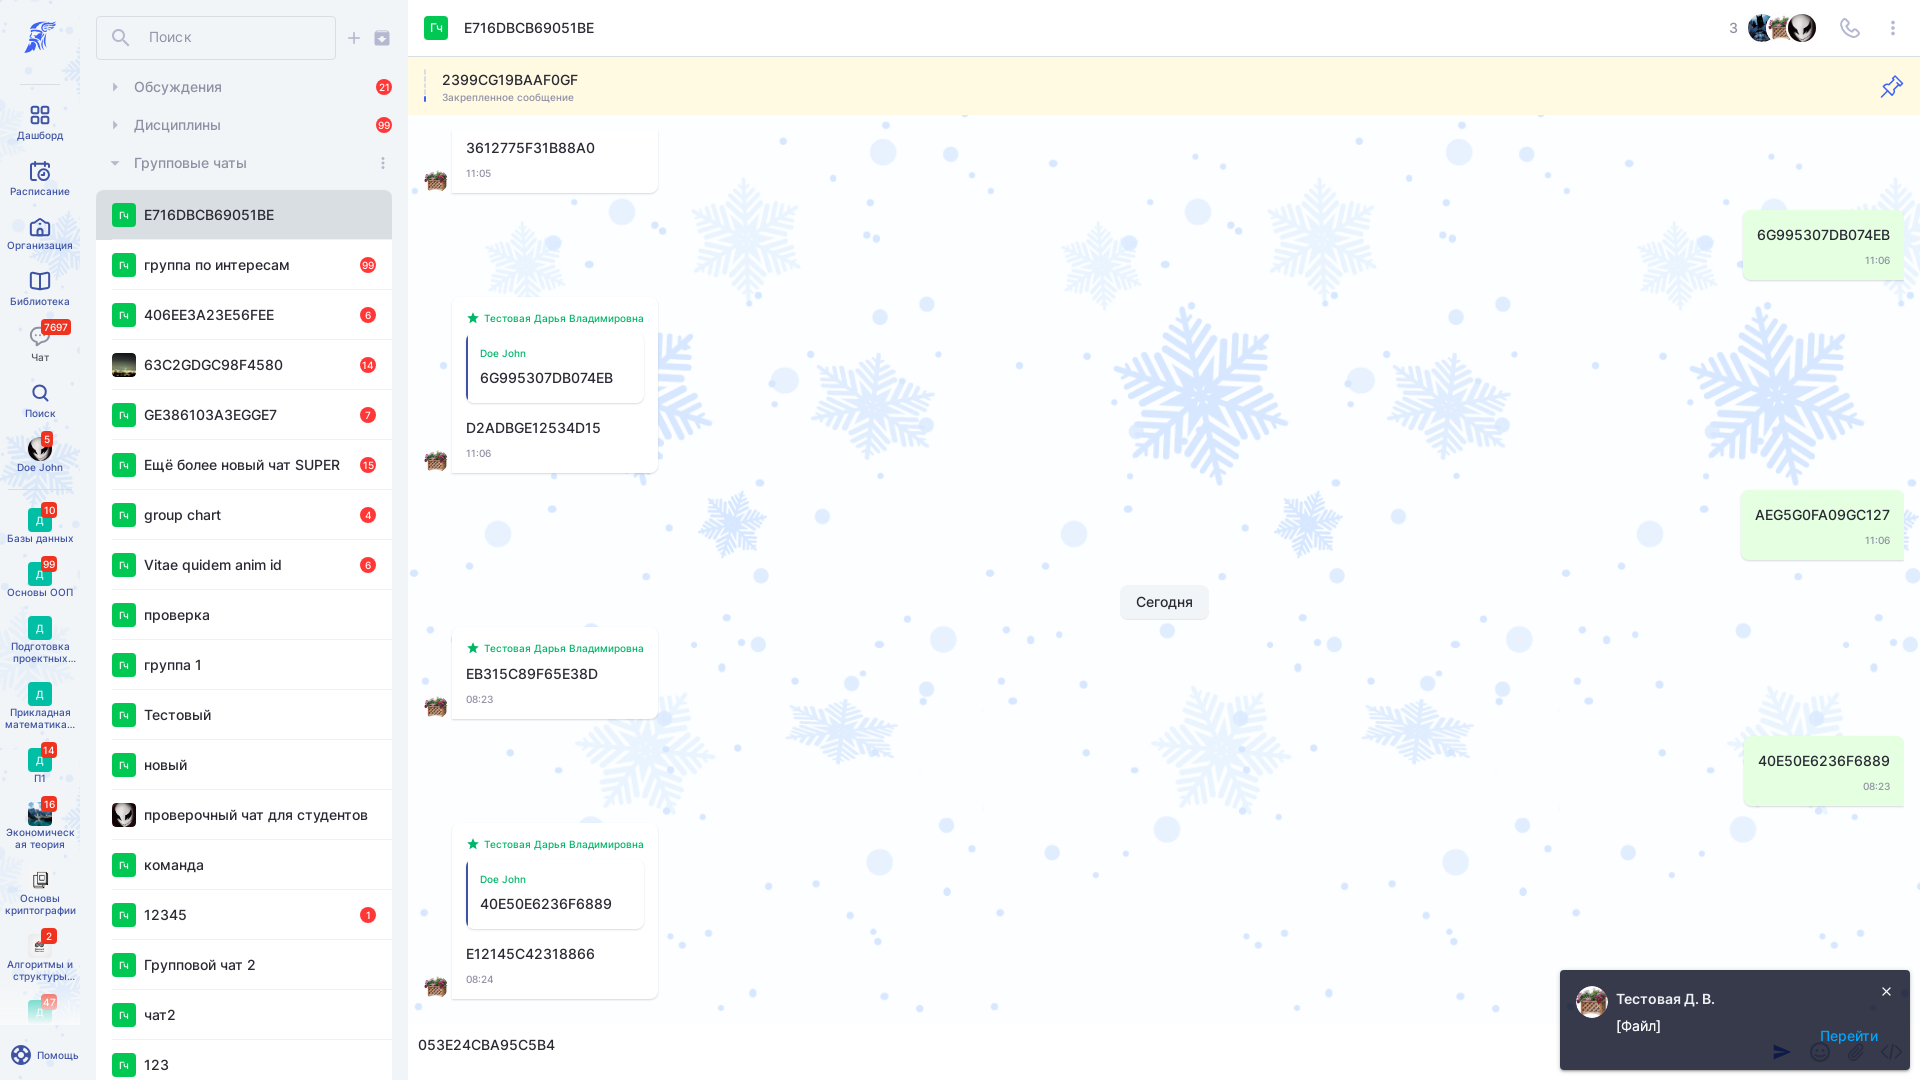 Дашборд
Расписание
Организация
Библиотека
7697
Чат
Поиск
5
Doe John
10
Д
Базы данных
99
Д
Основы ООП
Д
Подготовка
проектных...
Д
Прикладная
математика...
14
Д
П1
16
Экономическ
ая теория
Основы
криптографии
2
Алгоритмы и
структуры...
47
Д
Помощь
Поиск
Обсуждения
21
Дисциплины
99
Групповые чаты
Гч E716DBCB69051BE
Гч группа по интересам 99
Гч 406EE3A23E56FEE 6
63C2GDGC98F4580 14
Гч GE386103A3EGGE7 7
Гч Ещё более новый чат SUPER 15
Гч group chart 4
Гч Vitae quidem anim id 6
Гч проверка
Гч группа 1
Гч Тестовый
Гч новый
проверочный чат для студентов
Гч команда
Гч 12345 1
Гч Групповой чат 2
Гч чат2
Гч 123
Гч E716DBCB69051BE
3
2399CG19BAAF0GF
Закрепленное сообщение
3612775F31B88A0
11:05
6G995307DB074EB
11:06
Тестовая Дарья Владимировна
Doe John
6G995307DB074EB
D2ADBGE12534D15
11:06
AEG5G0FA09GC127
11:06
Сегодня
Тестовая Дарья Владимировна
EB315C89F65E38D
08:23
40E50E6236F6889
08:23
Тестовая Дарья Владимировна
Doe John
40E50E6236F6889
E12145C42318866
08:24
053E24CBA95C5B4
Тестовая Д. В.
[Файл]
Перейти